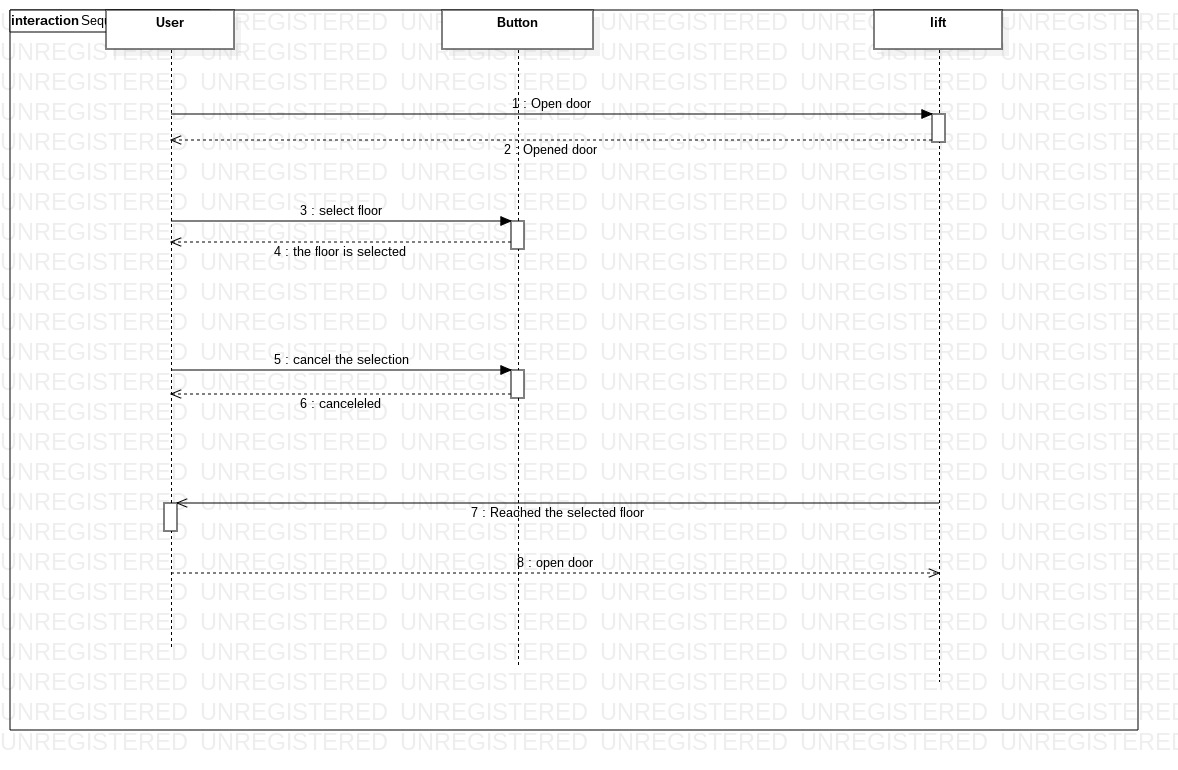 interaction Seq
User
Button
lift
1 : Open door
2 : Opened door
3 : select floor
4 : the floor is selected
5 : cancel the selection
6 : canceleled
7 : Reached the selected floor
8 : open door
UNREGISTERED